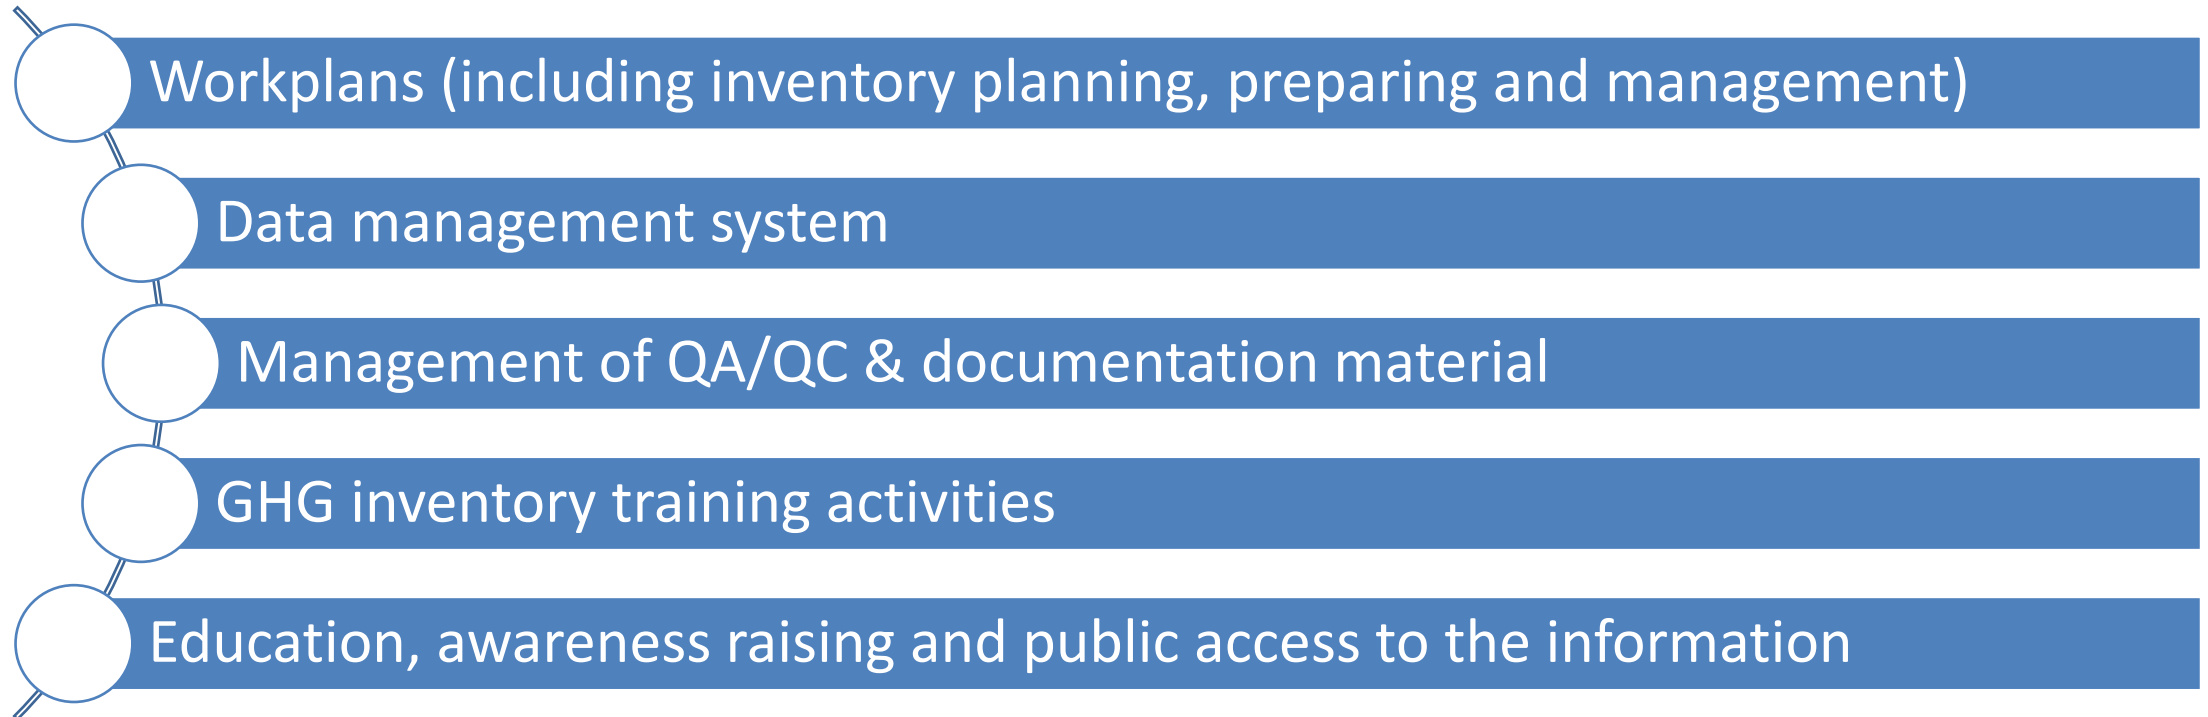 Workplans (including inventory planning, preparing and management)
Data management system
Management of QA/QC & documentation material
GHG inventory training activities
Education, awareness raising and public access to the information